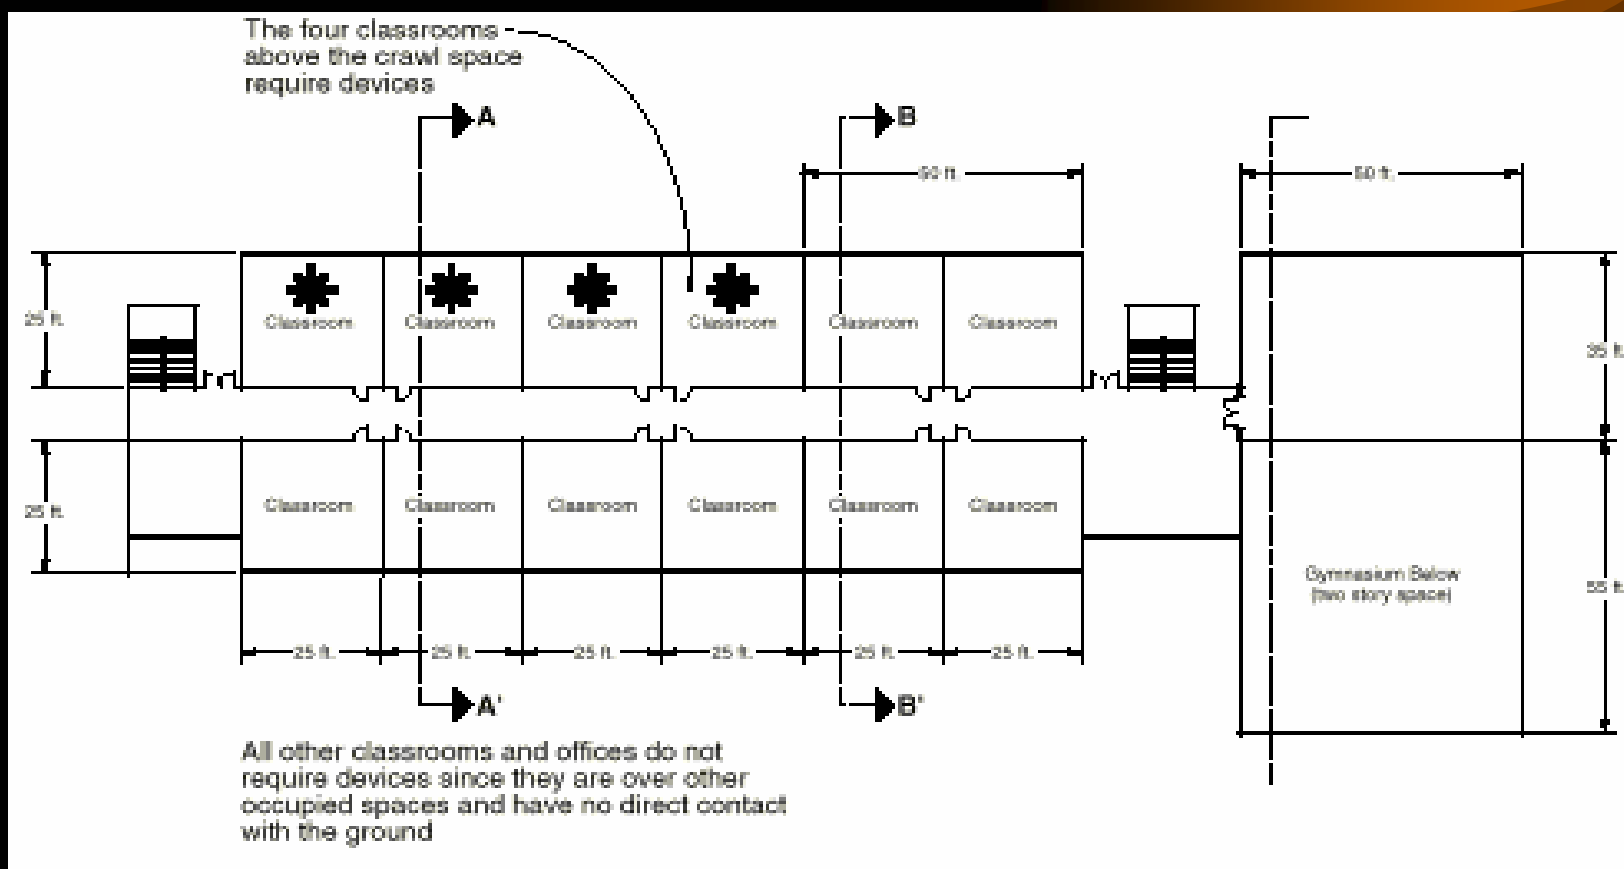 The four classrooms
above the crawl space
require devices
A
B
50 ft.
50 ft.
25 ft.
35 ft.
Classroom
Classroom
Classroom
Classroom
Classroom
Classroom
25 ft.
Classroom
Classroom
Classroom
Classroom
Classroom
Classroom
55 ft.
Gymnasium Below
(two story space)
25 ft.
25 ft.
25 ft.
25 ft.
25 ft.
25 ft.
A'
B'
All other classrooms and offices do not
require devices since they are over other
occupied spaces and have no direct contact
with the ground